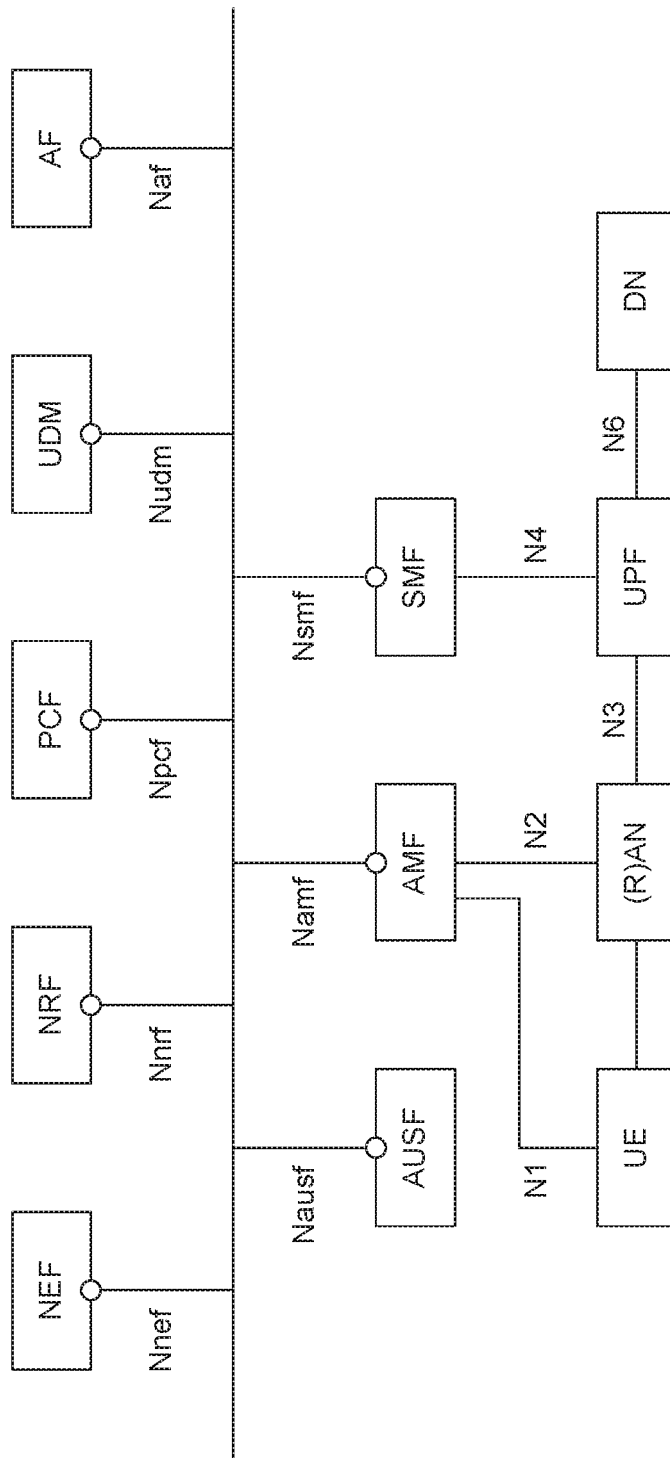 NEF
NRF
PCF
UDM
AF
Nnef
Nnrf
Npcf
Nudm
Naf
Nausf
Namf
Nsmf
AUSF
AMF
SMF
N1
N2
N4
UE
(R)AN
N3
UPF
N6
DN